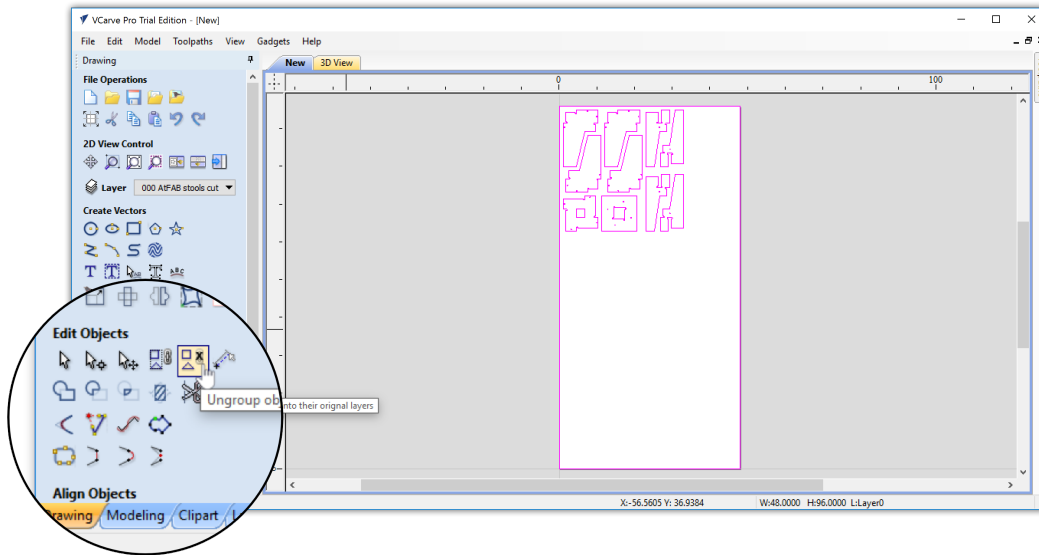 VCarve Pro Trial Edition - [New]
File Edit Model Toolpaths View Gadgets Help
Drawing
New 3D View
File Operations
0 100
2D View Control
Layer 000 AtFAB stools cut
Create Vectors
Edit Objects
Ungroup ob
nto their orignal layers
Align Objects
rawing Modeling Clipart L
X:-56.5605 Y: 36.9384 W:48.0000 H:96.0000 L:Layer0